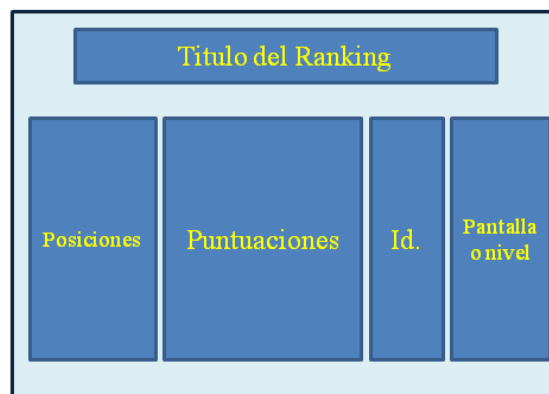 Titulo del Ranking
Posiciones
Puntuaciones
Id.
Pantalla
o nivel